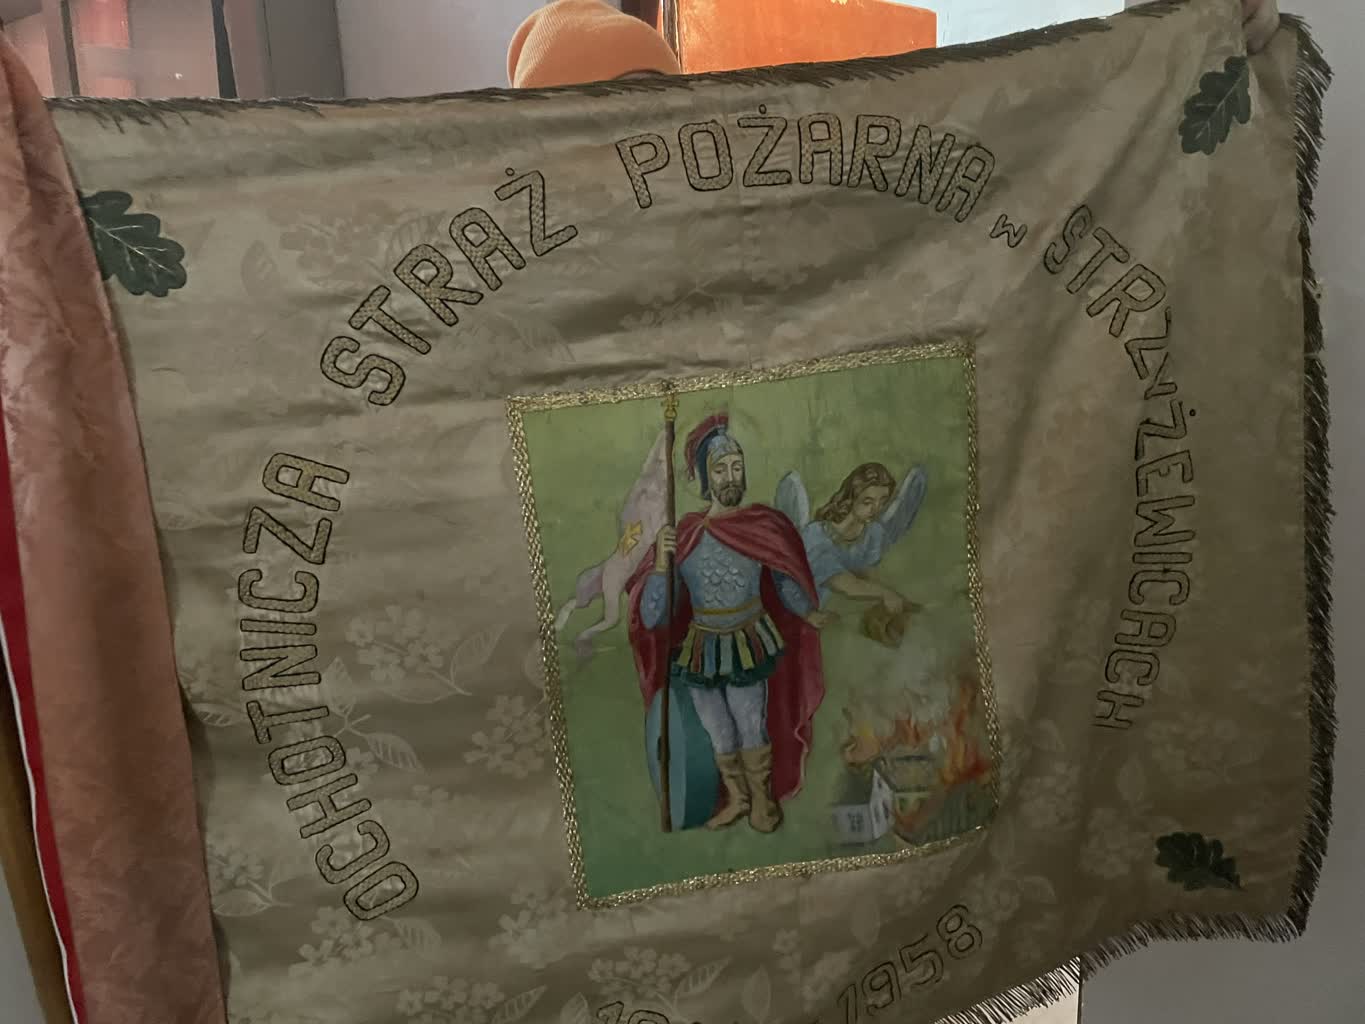 OCHOTNICZA STRAŻ POŻARNA w STRZYŻEWICACH
- 1958